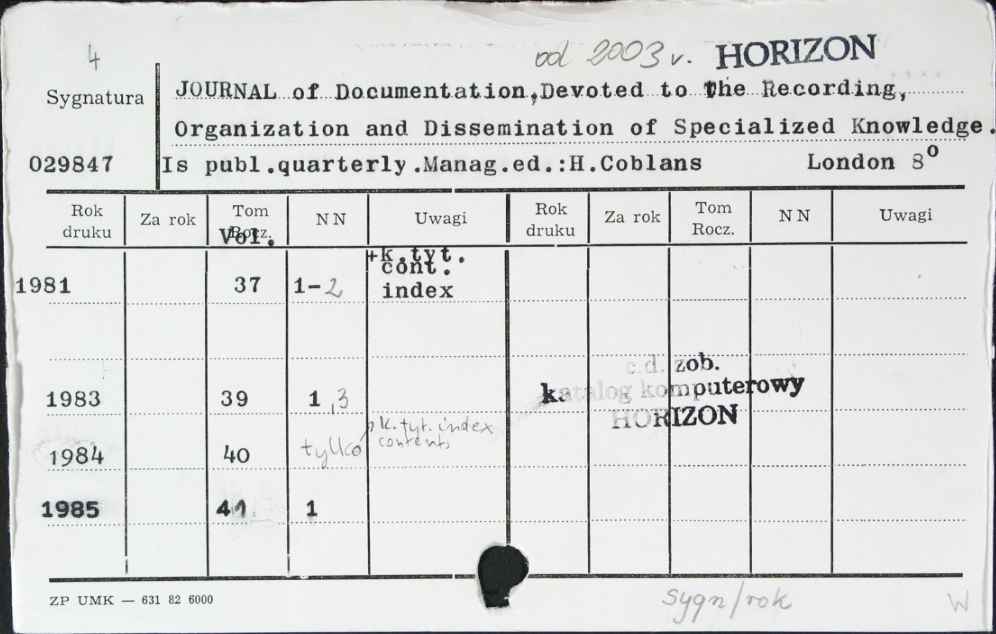 4
od 2003 r. HORIZON
Sygnatura
JOURNAL of Documentation,Devoted to the Recording,
Organization and Dissemination of Specialized Knowledge.
029847 Is publ.quarterly.Manag.ed.:H.Coblans London 8º
Rok druku Za rok Tom Rocz. Vol. NN Uwagi Rok druku Za rok Tom Rocz. NN Uwagi
+k.tyt.
cont.
1981 37 1-2 index
c.d. zob.
1983 39 1,3 katalog komputerowy
HORIZON
k.tyt.index
1984 40 tylko contents
1985 41 1
ZP UMK — 631 82 6000
sygn/rok W